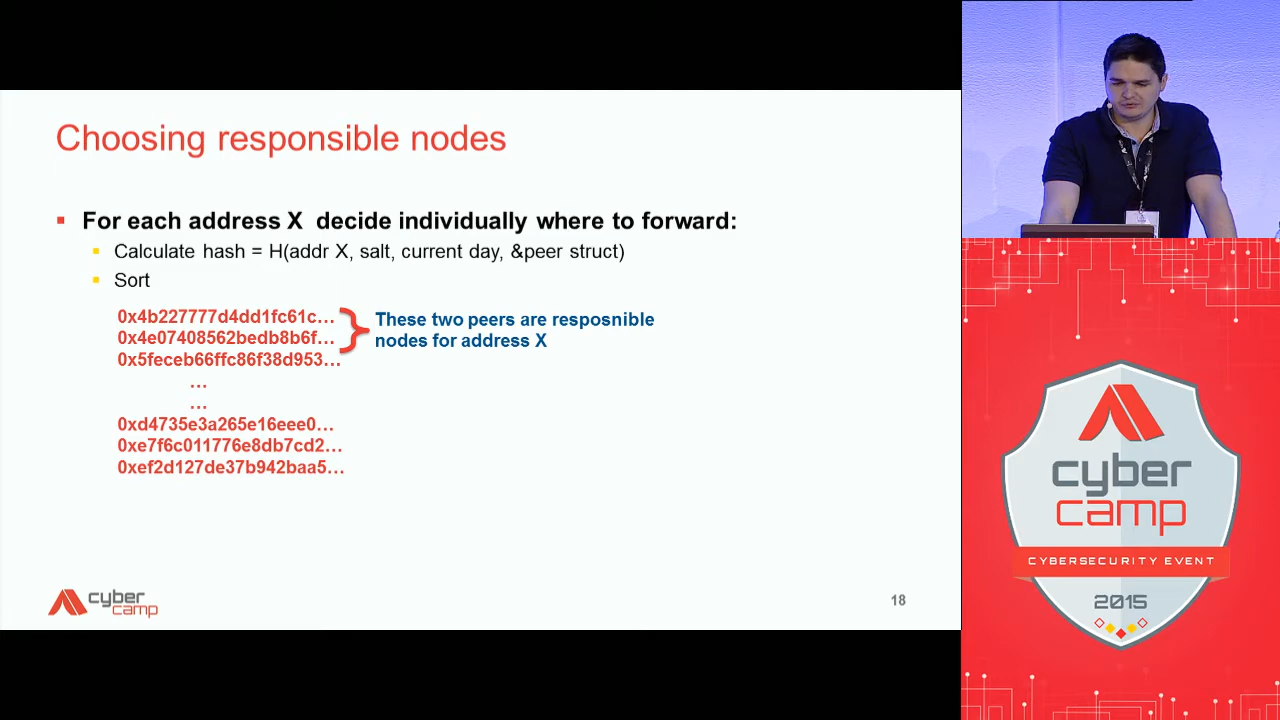 Choosing responsible nodes
For each address X decide individually where to forward:
Calculate hash = H(addr X, salt, current day, &peer struct)
Sort
0x4b227777d4dd1fc61c…
0x4e07408562bedb8b6f…
0x5feceb66ffc86f38d953…
…
…
0xd4735e3a265e16eee0…
0xe7f6c011776e8db7cd2…
0xef2d127de37b942baa5…
These two peers are resposnible
nodes for address X
cyber
camp
18
cyber
camp
CYBERSECURITY EVENT
2015